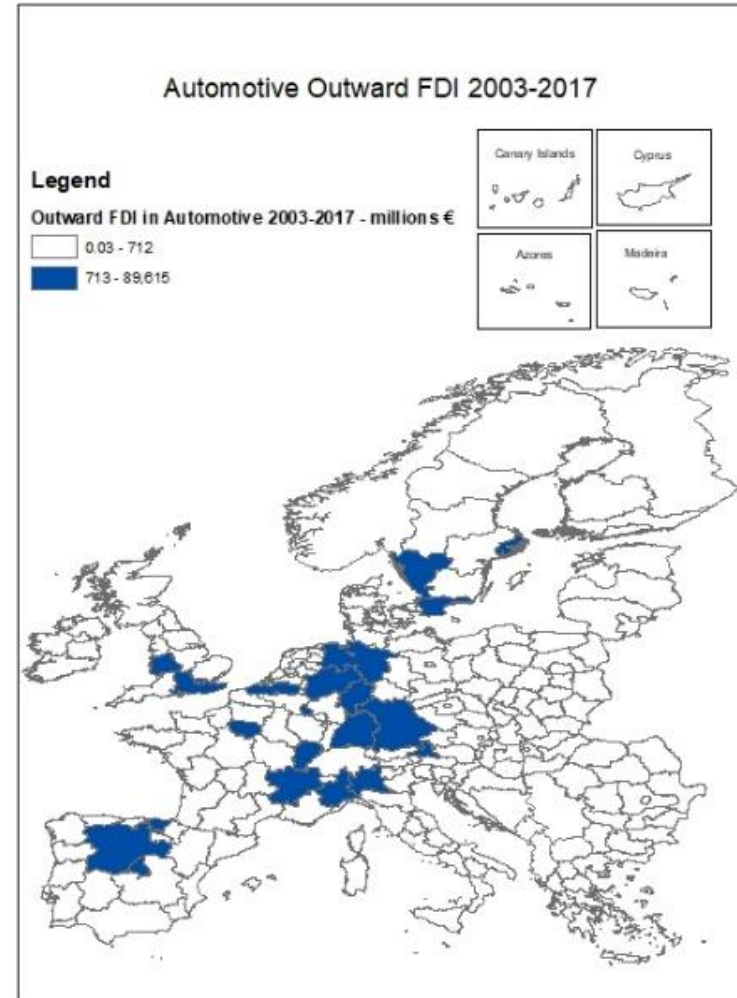 Automotive Outward FDI 2003-2017
Canary Islands
Cyprus
Legend
Outward FDI in Automotive 2003-2017 - millions €
Azores
Madeira
0.03 - 712
713 - 89,615